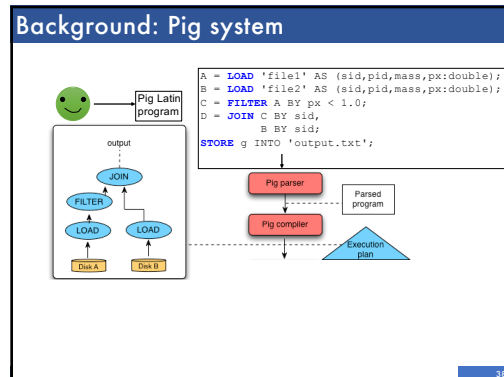 Background: Pig system
Pig Latin
program
A = LOAD 'file1' AS (sid,pid,mass,px:double);
B = LOAD 'file2' AS (sid,pid,mass,px:double);
C = FILTER A BY px < 1.0;
D = JOIN C BY sid,
B BY sid;
STORE g INTO 'output.txt';
output
JOIN
FILTER
LOAD
LOAD
Disk A
Disk B
Pig parser
Parsed
program
Pig compiler
Execution
plan